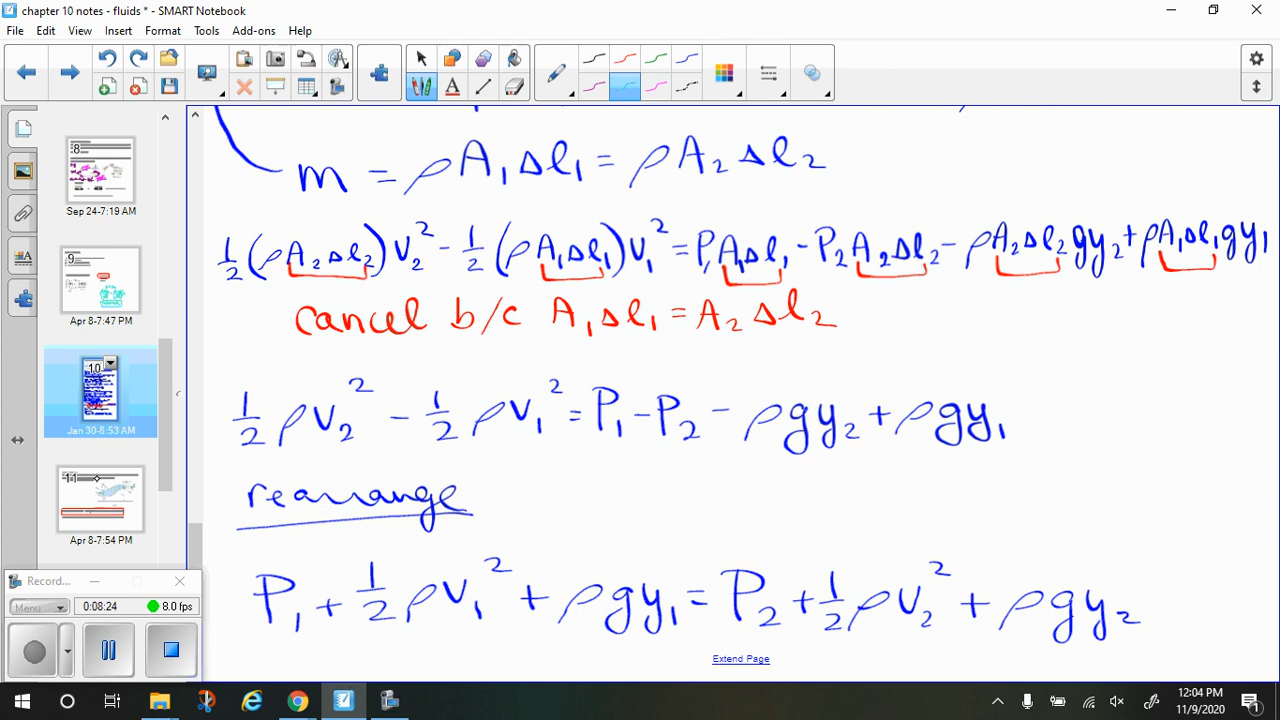 chapter 10 notes - fluids * - SMART Notebook
File Edit View Insert Format Tools Add-ons Help
8
Sep 24-7:19 AM
9
Apr 8-7:47 PM
10
Jan 30-8:53 AM
11
Apr 8-7:54 PM
m = ρA₁Δl₁ = ρA₂Δl₂
½(ρA₂Δl₂)v₂² - ½(ρA₁Δl₁)v₁² = P₁A₁Δl₁ - P₂A₂Δl₂ - ρA₂Δl₂gy₂ + ρA₁Δl₁gy₁
cancel b/c A₁Δl₁ = A₂Δl₂
½ρv₂² - ½ρv₁² = P₁ - P₂ - ρgy₂ + ρgy₁
rearrange
P₁ + ½ρv₁² + ρgy₁ = P₂ + ½ρv₂² + ρgy₂
Extend Page
Record...
Menu
0:08:24
8.0 fps
12:04 PM
11/9/2020